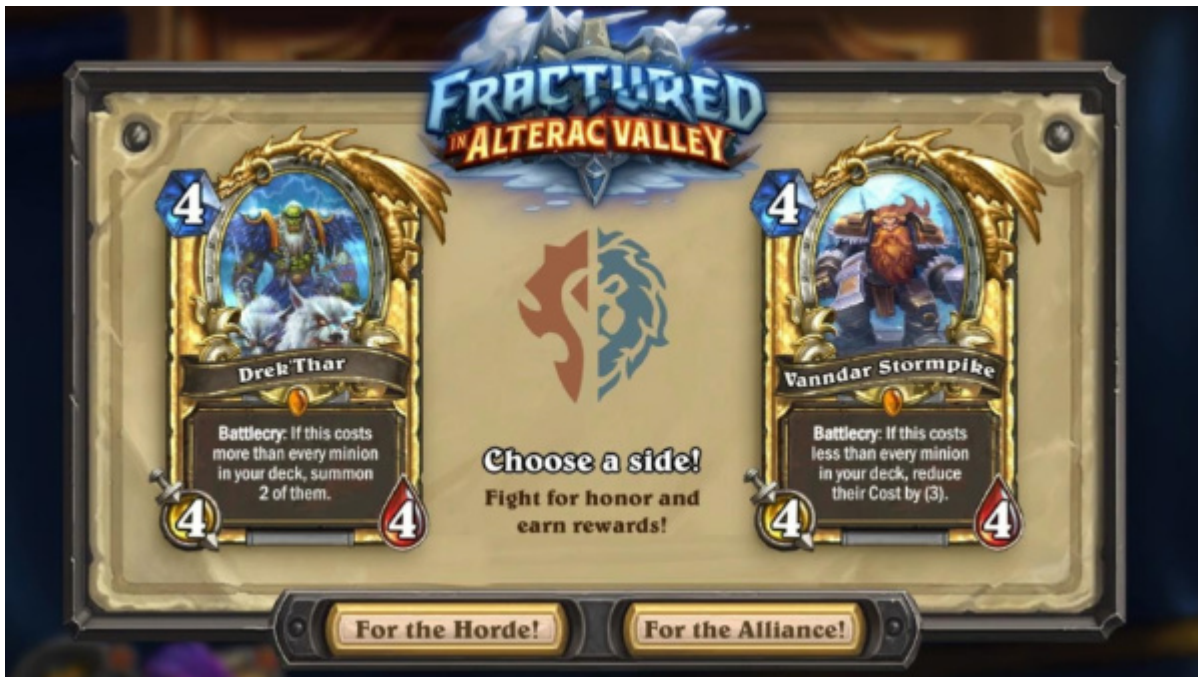 FRACTURED
IN ALTERAC VALLEY
4
Drek'Thar
Battlecry: If this costs
more than every minion
in your deck, summon
2 of them.
4
4
Choose a side!
Fight for honor and
earn rewards!
4
Vanndar Stormpike
Battlecry: If this costs
less than every minion
in your deck, reduce
their Cost by (3).
4
4
For the Horde!
For the Alliance!